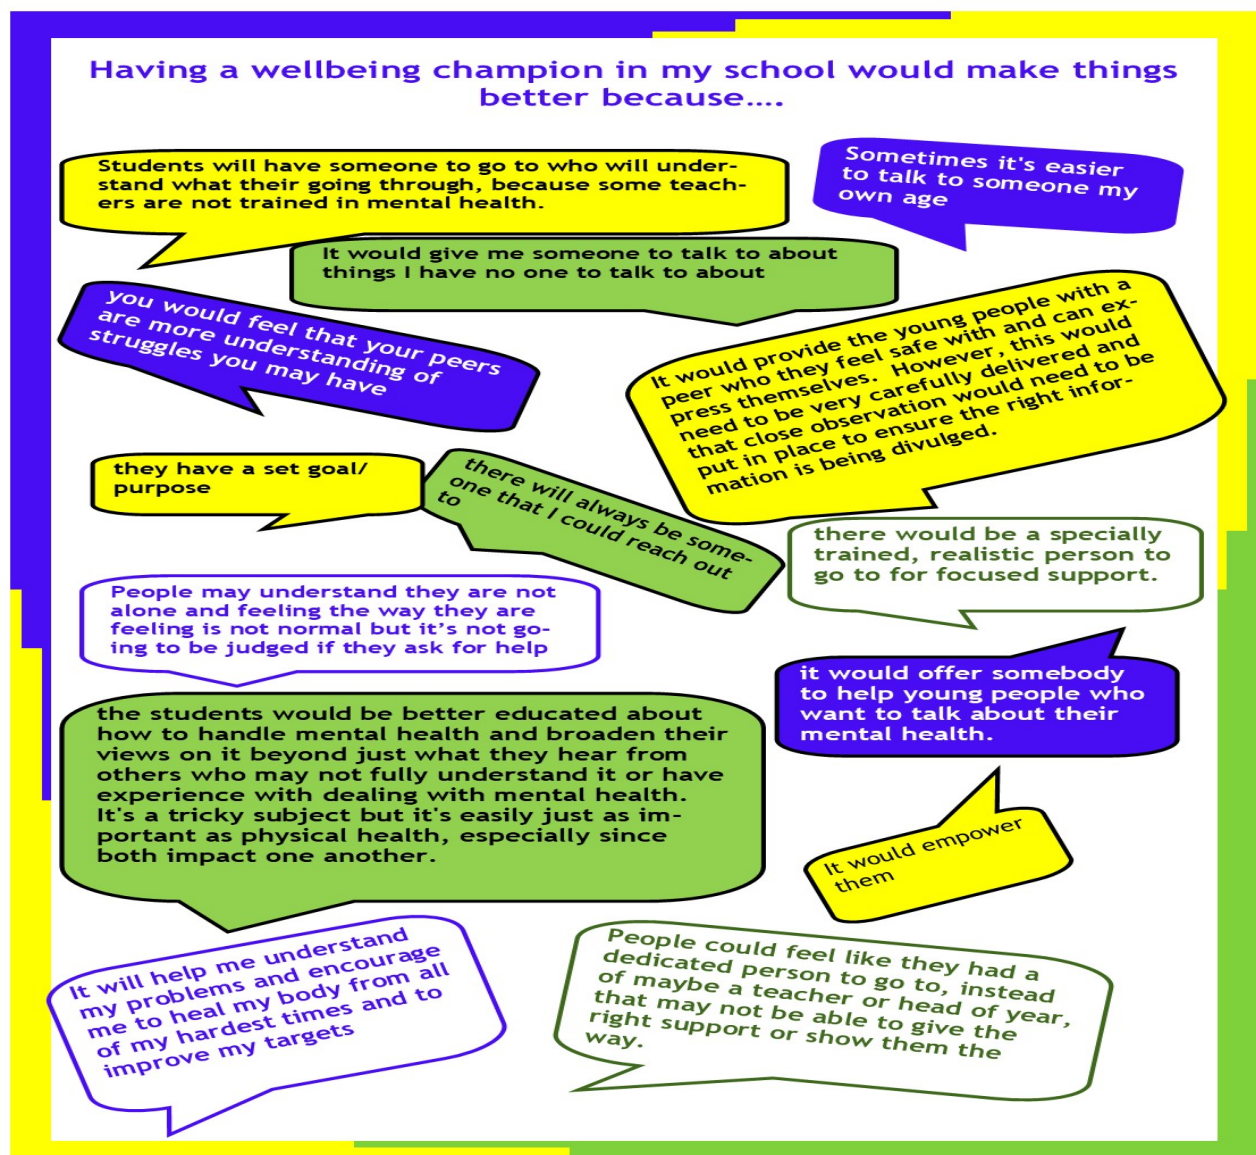 Having a wellbeing champion in my school would make things
better because....
Students will have someone to go to who will under-
stand what their going through, because some teach-
ers are not trained in mental health.
Sometimes it's easier
to talk to someone my
own age
It would give me someone to talk to about
things I have no one to talk to about
you would feel that your peers
are more understanding of
struggles you may have
It would provide the young people with a
peer who they feel safe with and can ex-
press themselves. However, this would
need to be very carefully delivered and
that close observation would need to be
put in place to ensure the right infor-
mation is being divulged.
they have a set goal/
purpose
there will always be some-
one that I could reach out
to
there would be a specially
trained, realistic person to
go to for focused support.
People may understand they are not
alone and feeling the way they are
feeling is not normal but it’s not go-
ing to be judged if they ask for help
it would offer somebody
to help young people who
want to talk about their
mental health.
the students would be better educated about
how to handle mental health and broaden their
views on it beyond just what they hear from
others who may not fully understand it or have
experience with dealing with mental health.
It's a tricky subject but it's easily just as im-
portant as physical health, especially since
both impact one another.
It would empower
them
It will help me understand
my problems and encourage
me to heal my body from all
of my hardest times and to
improve my targets
People could feel like they had a
dedicated person to go to, instead
of maybe a teacher or head of year,
that may not be able to give the
right support or show them the
way.